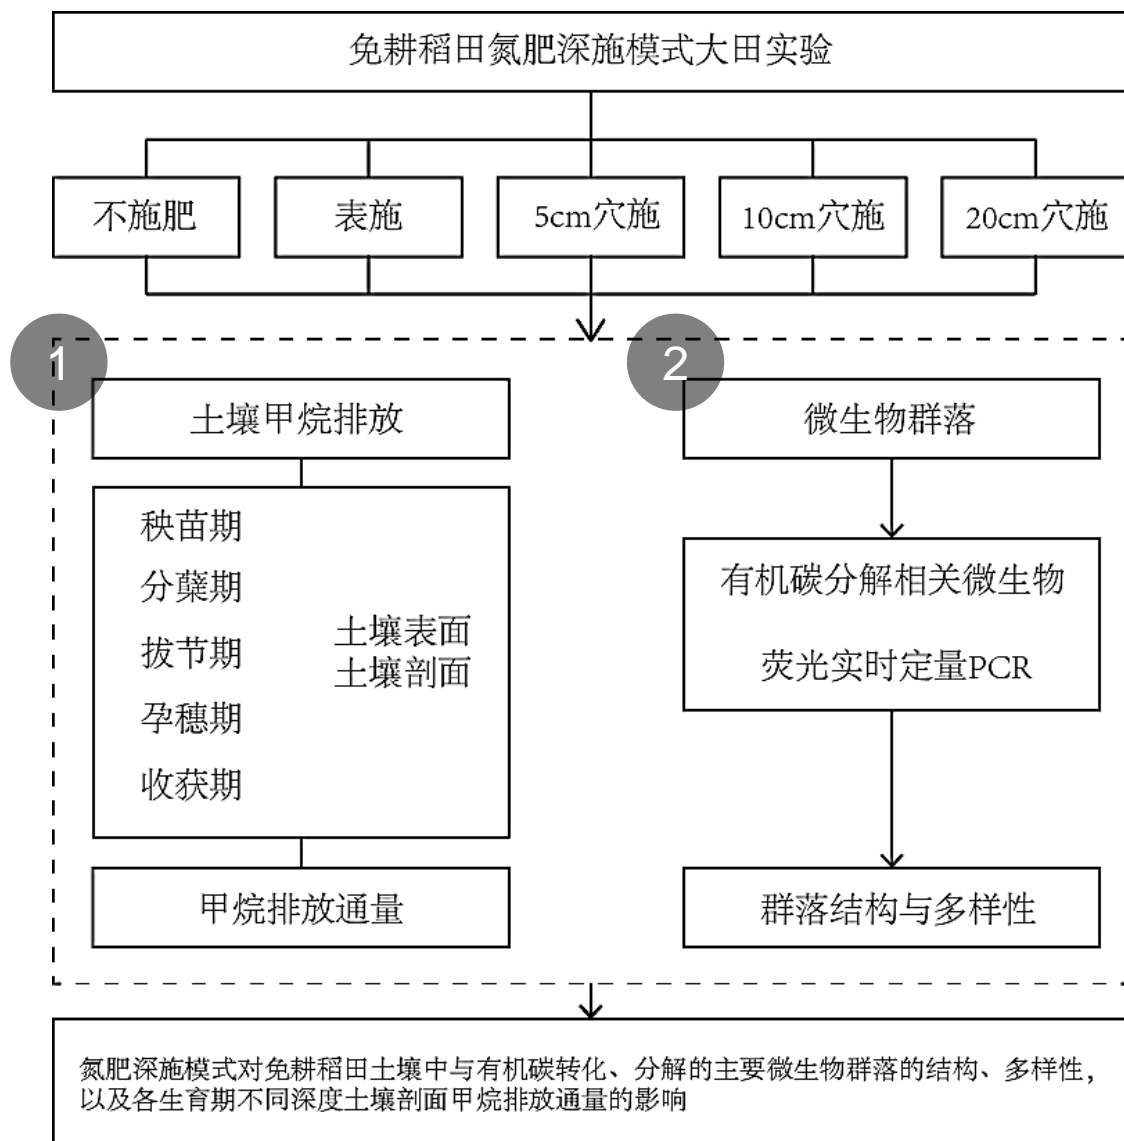 免耕稻田氮肥深施模式大田实验
不施肥
表施
5cm穴施
10cm穴施
20cm穴施
1
2
土壤甲烷排放
微生物群落
秧苗期
分蘖期
拔节期
孕穗期
收获期
土壤表面
土壤剖面
有机碳分解相关微生物
荧光实时定量PCR
甲烷排放通量
群落结构与多样性
氮肥深施模式对免耕稻田土壤中与有机碳转化、分解的主要微生物群落的结构、多样性，
以及各生育期不同深度土壤剖面甲烷排放通量的影响